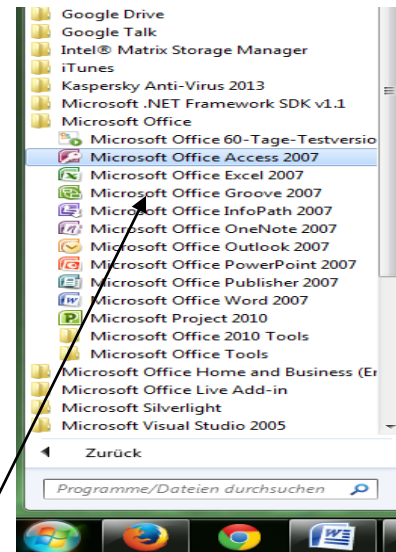 Google Drive
Google Talk
Intel® Matrix Storage Manager
iTunes
Kaspersky Anti-Virus 2013
Microsoft .NET Framework SDK v1.1
Microsoft Office
Microsoft Office 60-Tage-Testversio
Microsoft Office Access 2007
Microsoft Office Excel 2007
Microsoft Office Groove 2007
Microsoft Office InfoPath 2007
Microsoft Office OneNote 2007
Microsoft Office Outlook 2007
Microsoft Office PowerPoint 2007
Microsoft Office Publisher 2007
Microsoft Office Word 2007
Microsoft Project 2010
Microsoft Office 2010 Tools
Microsoft Office Tools
Microsoft Office Home and Business (Er
Microsoft Office Live Add-in
Microsoft Silverlight
Microsoft Visual Studio 2005
Zurück
Programme/Dateien durchsuchen